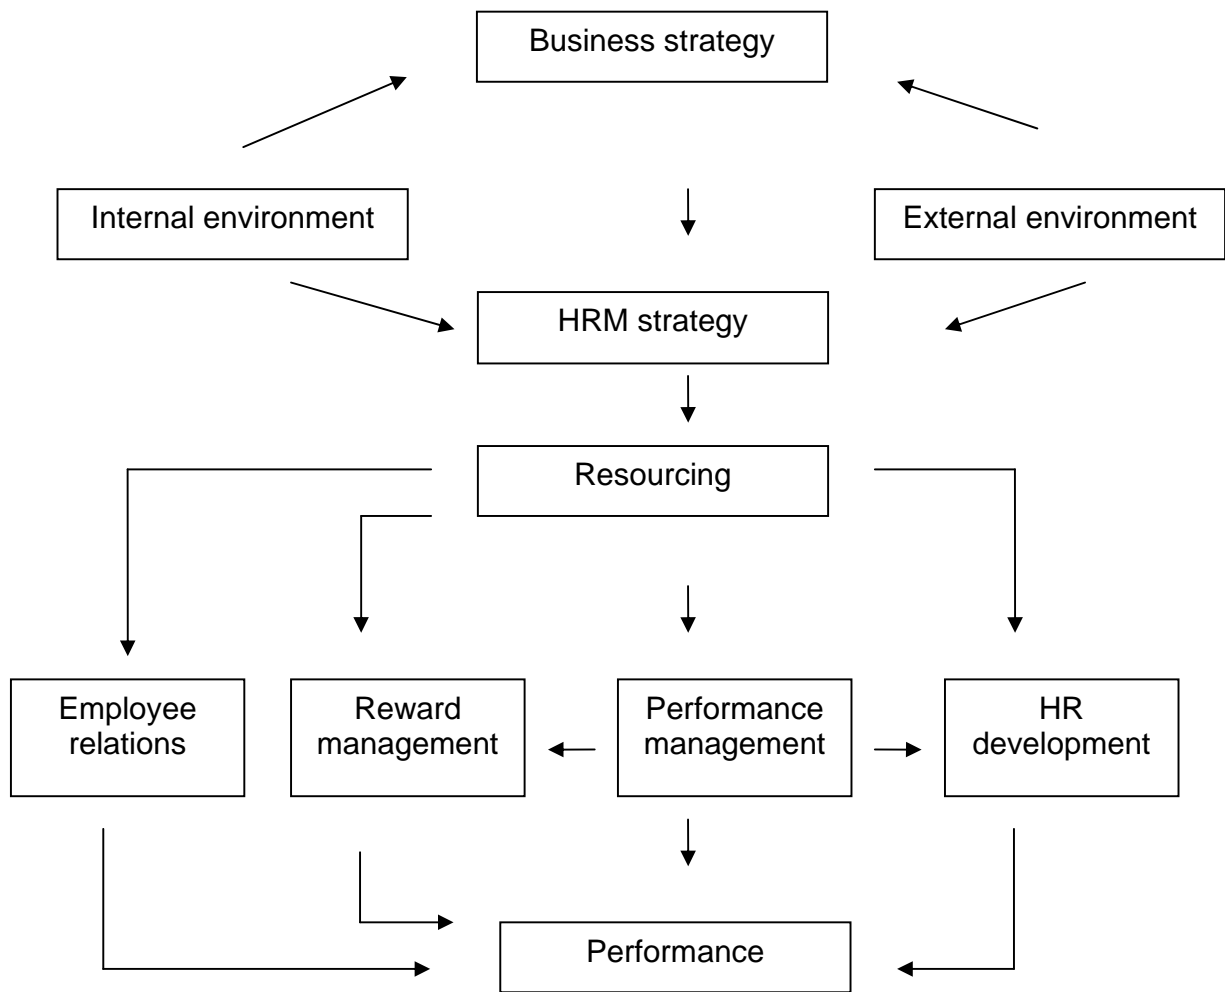 Business strategy
Internal environment
External environment
HRM strategy
Resourcing
Employee
relations
Reward
management
Performance
management
HR
development
Performance